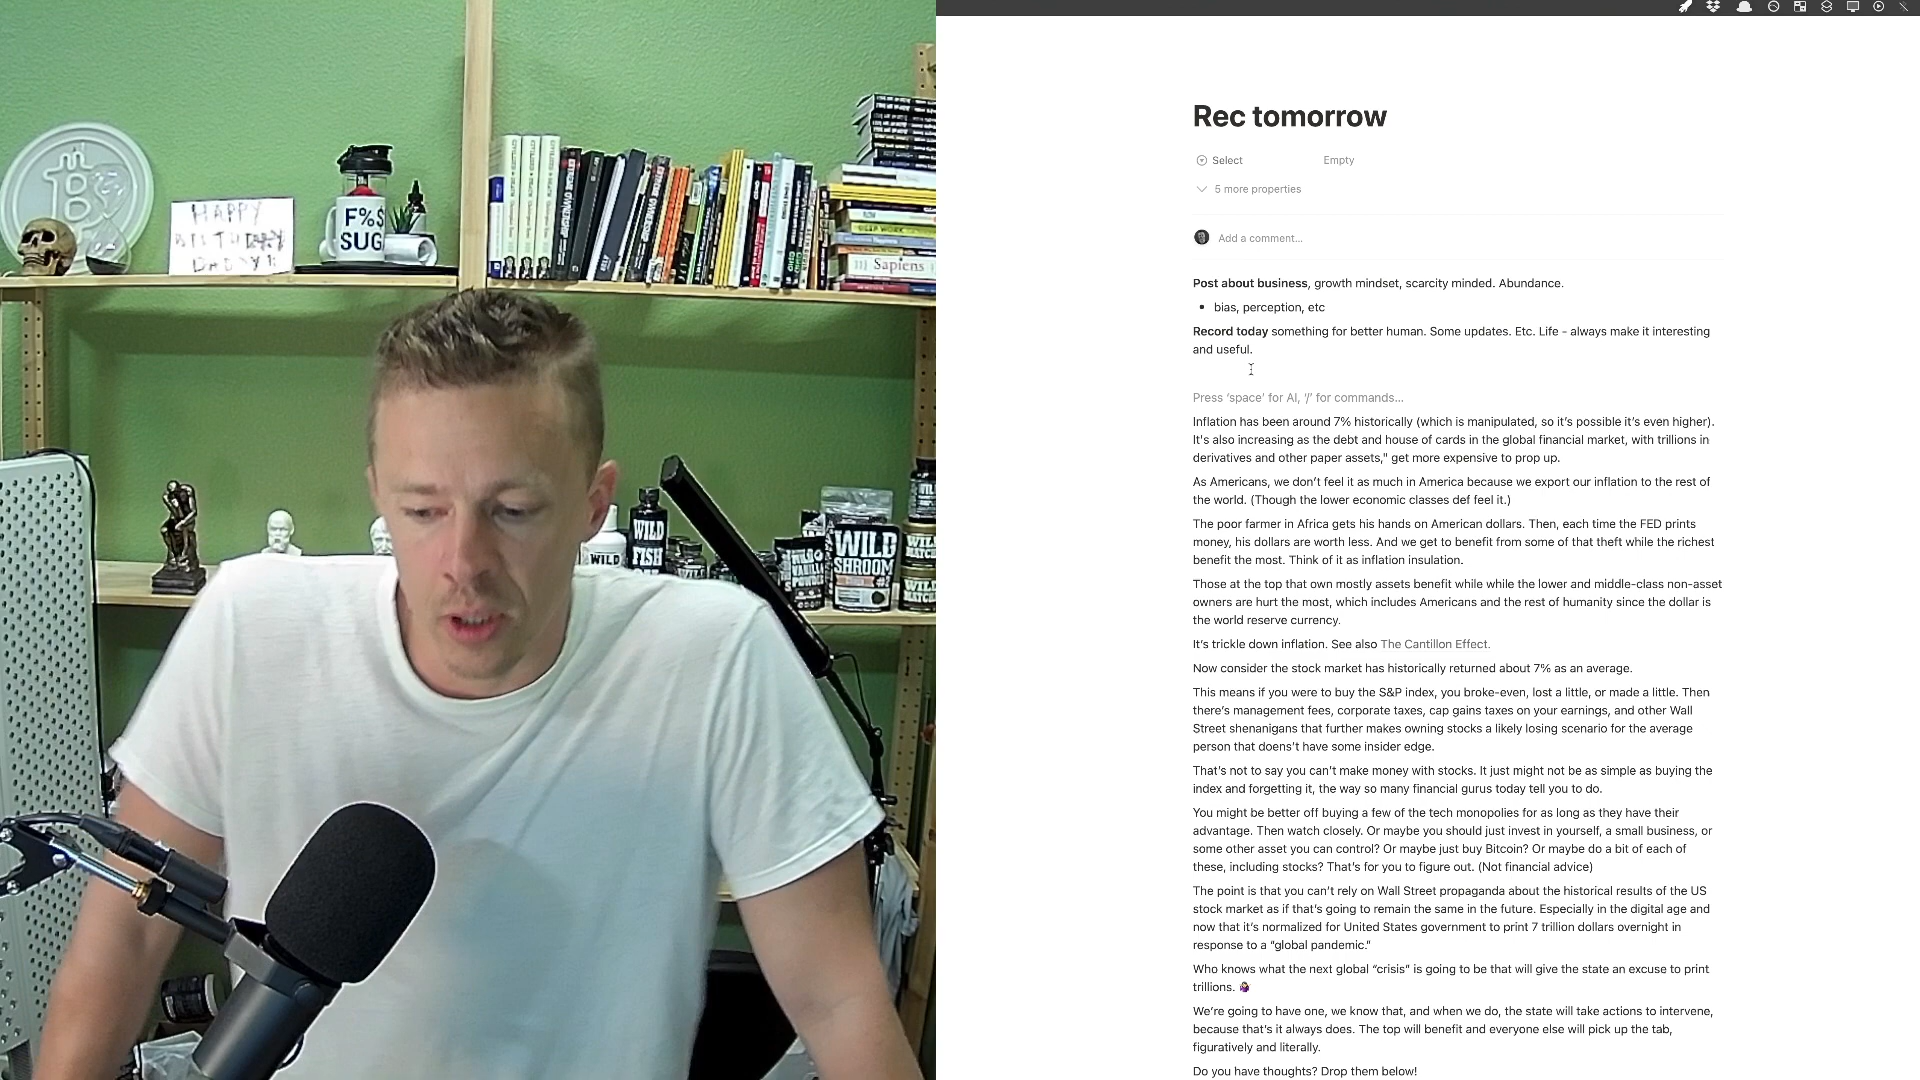 HAPPY
BIRTHDAY
DADDY!
F%$
SUG
Sapiens
WILD
FISH
WILD
WILD
SHROOM
Rec tomorrow
Select
Empty
5 more properties
Add a comment...
Post about business, growth mindset, scarcity minded. Abundance.
• bias, perception, etc
Record today something for better human. Some updates. Etc. Life - always make it interesting
and useful.
Press ‘space’ for AI, ‘/’ for commands...
Inflation has been around 7% historically (which is manipulated, so it’s possible it’s even higher).
It's also increasing as the debt and house of cards in the global financial market, with trillions in
derivatives and other paper assets," get more expensive to prop up.
As Americans, we don’t feel it as much in America because we export our inflation to the rest of
the world. (Though the lower economic classes def feel it.)
The poor farmer in Africa gets his hands on American dollars. Then, each time the FED prints
money, his dollars are worth less. And we get to benefit from some of that theft while the richest
benefit the most. Think of it as inflation insulation.
Those at the top that own mostly assets benefit while while the lower and middle-class non-asset
owners are hurt the most, which includes Americans and the rest of humanity since the dollar is
the world reserve currency.
It’s trickle down inflation. See also The Cantillon Effect.
Now consider the stock market has historically returned about 7% as an average.
This means if you were to buy the S&P index, you broke-even, lost a little, or made a little. Then
there’s management fees, corporate taxes, cap gains taxes on your earnings, and other Wall
Street shenanigans that further makes owning stocks a likely losing scenario for the average
person that doens’t have some insider edge.
That’s not to say you can’t make money with stocks. It just might not be as simple as buying the
index and forgetting it, the way so many financial gurus today tell you to do.
You might be better off buying a few of the tech monopolies for as long as they have their
advantage. Then watch closely. Or maybe you should just invest in yourself, a small business, or
some other asset you can control? Or maybe just buy Bitcoin? Or maybe do a bit of each of
these, including stocks? That’s for you to figure out. (Not financial advice)
The point is that you can’t rely on Wall Street propaganda about the historical results of the US
stock market as if that’s going to remain the same in the future. Especially in the digital age and
now that it’s normalized for United States government to print 7 trillion dollars overnight in
response to a “global pandemic.”
Who knows what the next global “crisis” is going to be that will give the state an excuse to print
trillions. 🤷🏽‍♀️
We’re going to have one, we know that, and when we do, the state will take actions to intervene,
because that’s it always does. The top will benefit and everyone else will pick up the tab,
figuratively and literally.
Do you have thoughts? Drop them below!